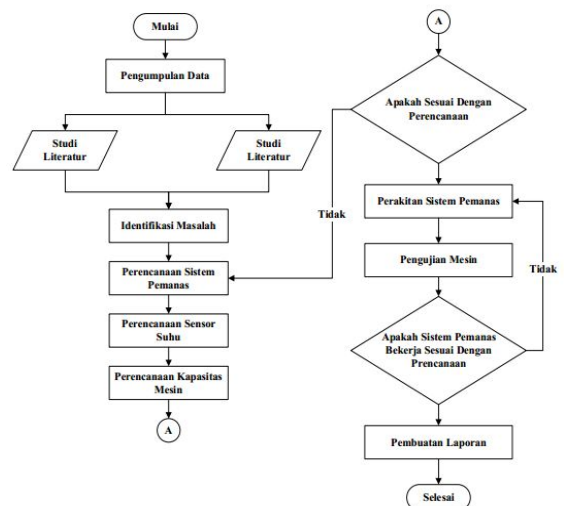 Mulai
Pengumpulan Data
Studi
Literatur
Studi
Literatur
Identifikasi Masalah
Perencanaan Sistem
Pemanas
Perencanaan Sensor
Suhu
Perencanaan Kapasitas
Mesin
A
A
Apakah Sesuai Dengan
Perencanaan
Tidak
Perakitan Sistem Pemanas
Pengujian Mesin
Tidak
Apakah Sistem Pemanas
Bekerja Sesuai Dengan
Prencanaan
Pembuatan Laporan
Selesai